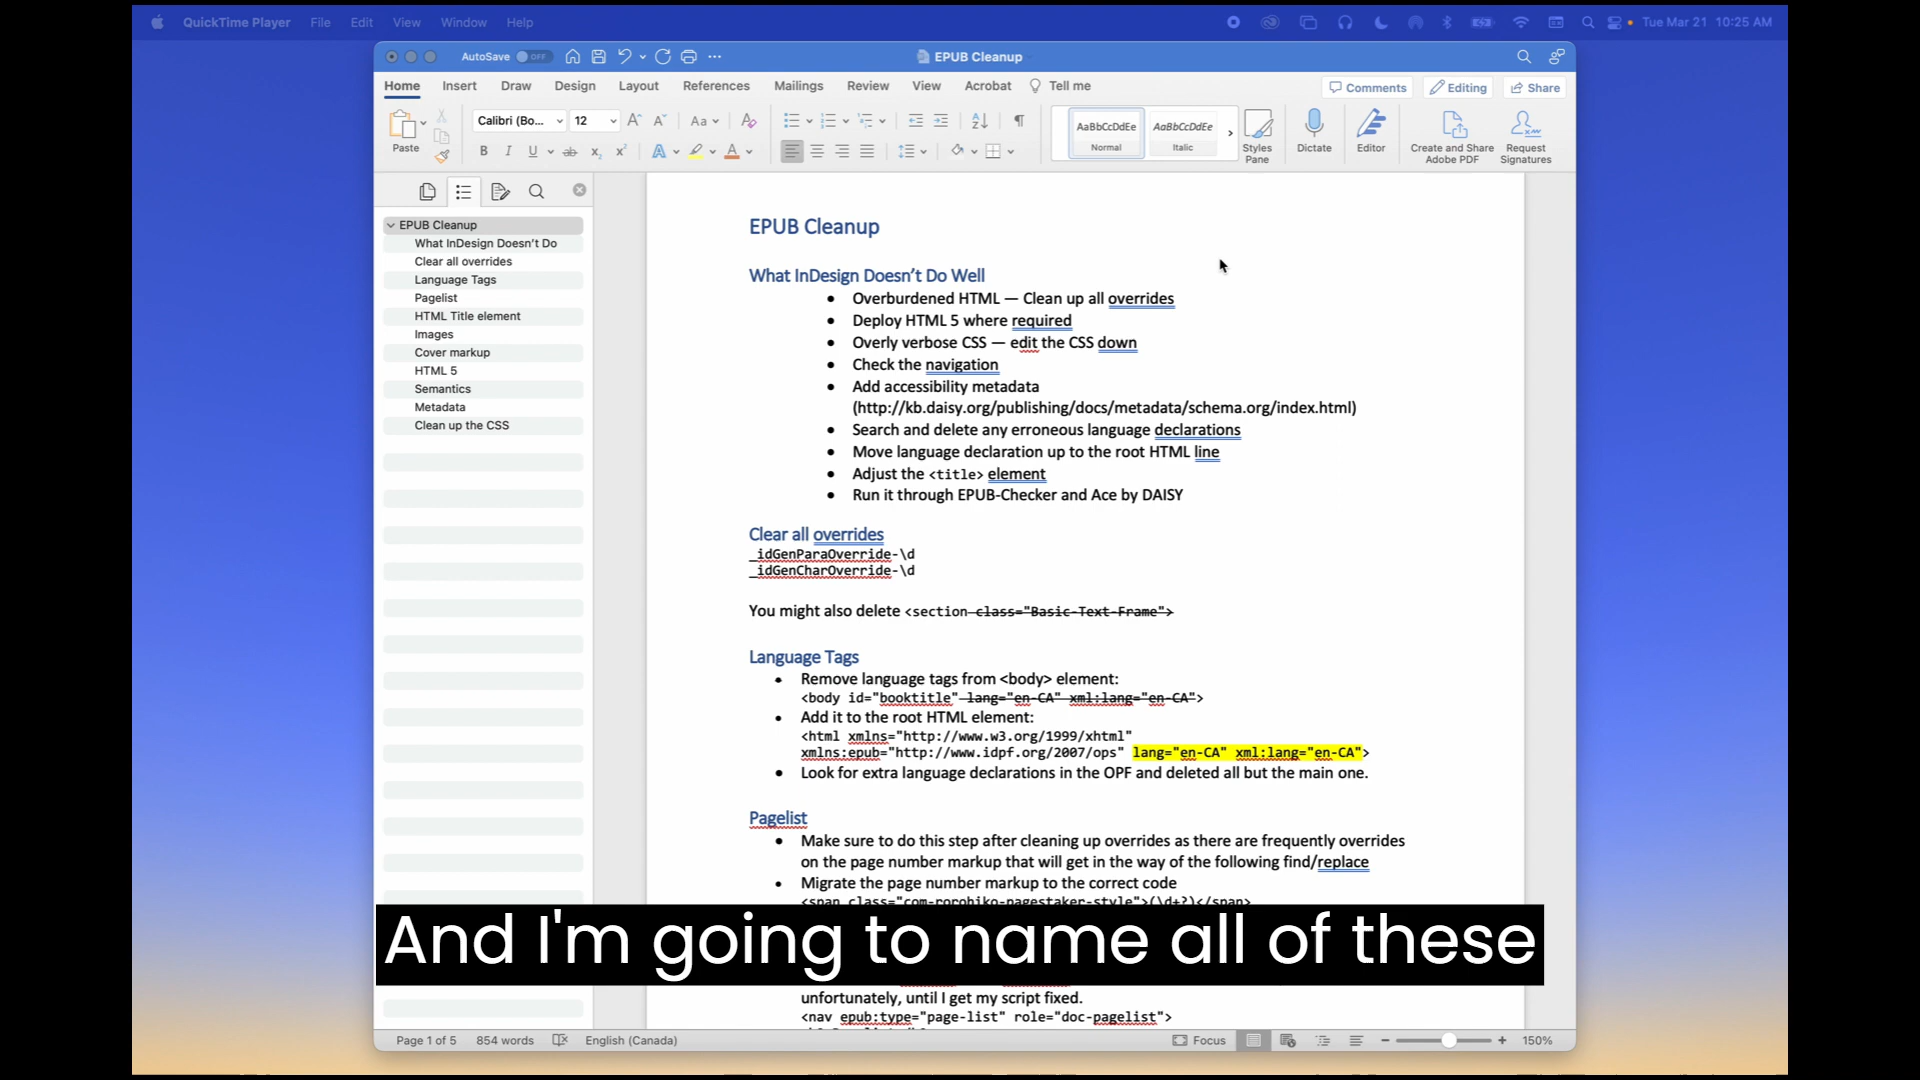 QuickTime Player File Edit View Window Help Tue Mar 21 10:25 AM
AutoSave OFF EPUB Cleanup
Home Insert Draw Design Layout References Mailings Review View Acrobat Tell me Comments Editing Share
Calibri (Bo... 12 Aa
AaBbCcDdEe AaBbCcDdEe
Paste Normal Italic Styles Pane Dictate Editor Create and Share Adobe PDF Request Signatures
EPUB Cleanup
What InDesign Doesn't Do
Clear all overrides
Language Tags
Pagelist
HTML Title element
Images
Cover markup
HTML 5
Semantics
Metadata
Clean up the CSS
EPUB Cleanup
What InDesign Doesn’t Do Well
• Overburdened HTML — Clean up all overrides
• Deploy HTML 5 where required
• Overly verbose CSS — edit the CSS down
• Check the navigation
• Add accessibility metadata
(http://kb.daisy.org/publishing/docs/metadata/schema.org/index.html)
• Search and delete any erroneous language declarations
• Move language declaration up to the root HTML line
• Adjust the <title> element
• Run it through EPUB-Checker and Ace by DAISY
Clear all overrides
_idGenParaOverride-\d
_idGenCharOverride-\d
You might also delete <section class="Basic-Text-Frame">
Language Tags
• Remove language tags from <body> element:
<body id="booktitle" lang="en-CA" xml:lang="en-CA">
• Add it to the root HTML element:
<html xmlns="http://www.w3.org/1999/xhtml"
xmlns:epub="http://www.idpf.org/2007/ops" lang="en-CA" xml:lang="en-CA">
• Look for extra language declarations in the OPF and deleted all but the main one.
Pagelist
• Make sure to do this step after cleaning up overrides as there are frequently overrides
on the page number markup that will get in the way of the following find/replace
• Migrate the page number markup to the correct code
<span class="com-rorohiko-pagestaker-style">(\d+?)</span>
And I'm going to name all of these
unfortunately, until I get my script fixed.
<nav epub:type="page-list" role="doc-pagelist">
Page 1 of 5 854 words English (Canada) Focus 150%